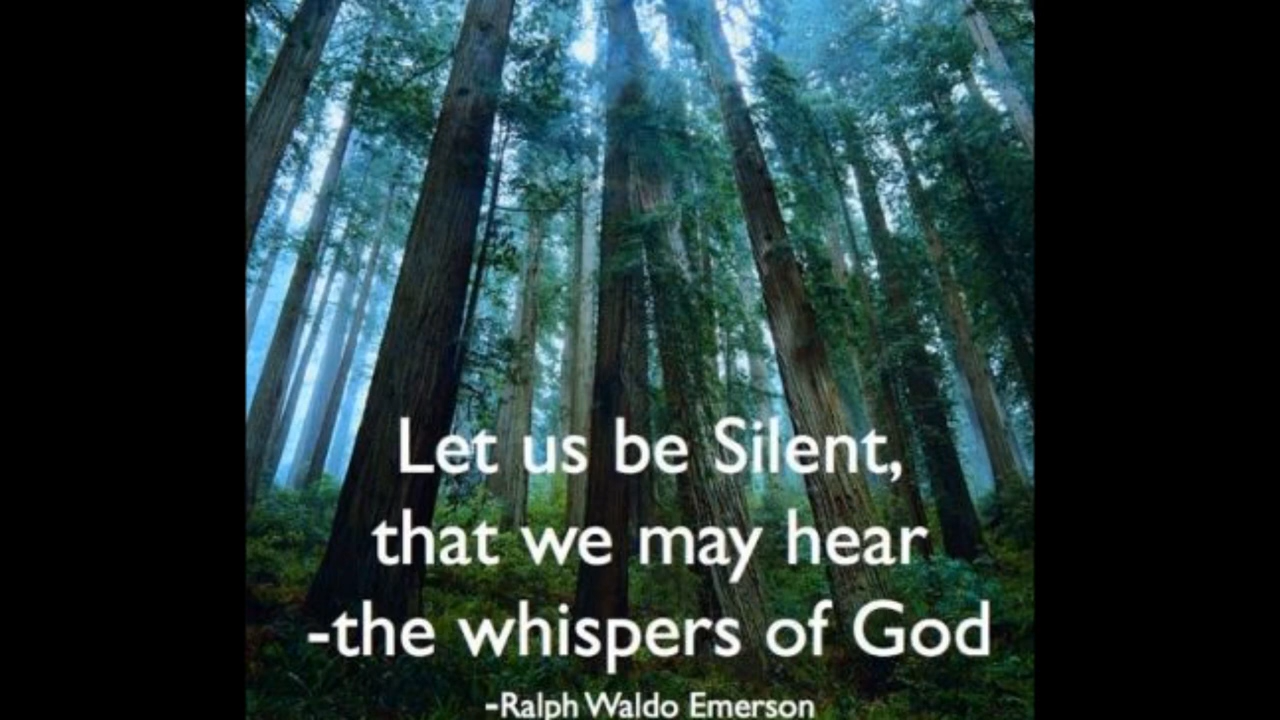 Let us be Silent,
that we may hear
-the whispers of God
-Ralph Waldo Emerson